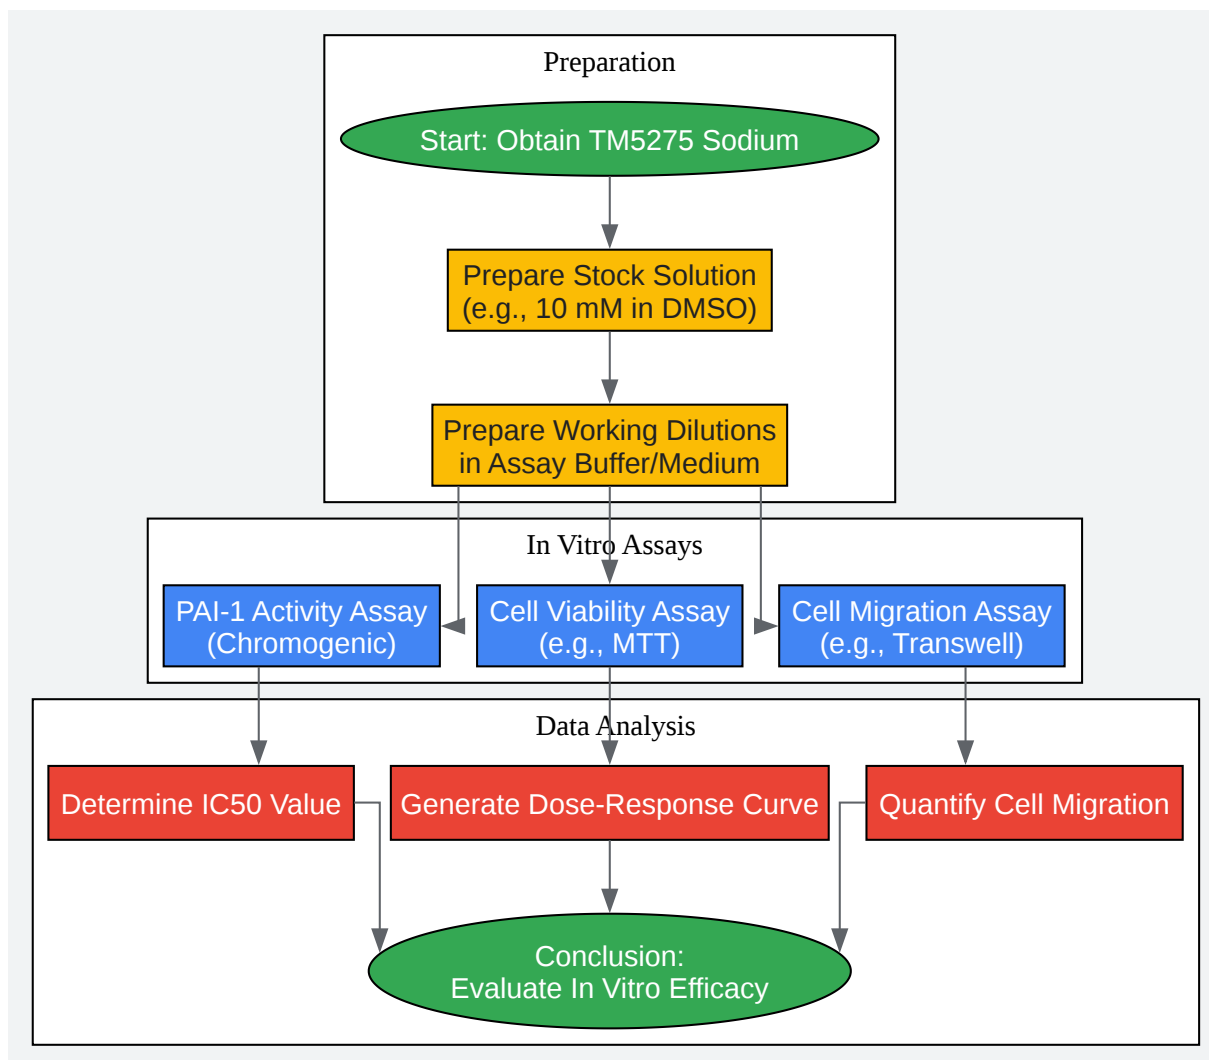 Preparation
Start: Obtain TM5275 Sodium
Prepare Stock Solution
(e.g., 10 mM in DMSO)
Prepare Working Dilutions
in Assay Buffer/Medium
In Vitro Assays
PAI-1 Activity Assay
(Chromogenic)
Cell Viability Assay
(e.g., MTT)
Cell Migration Assay
(e.g., Transwell)
Data Analysis
Determine IC50 Value
Generate Dose-Response Curve
Quantify Cell Migration
Conclusion:
Evaluate In Vitro Efficacy